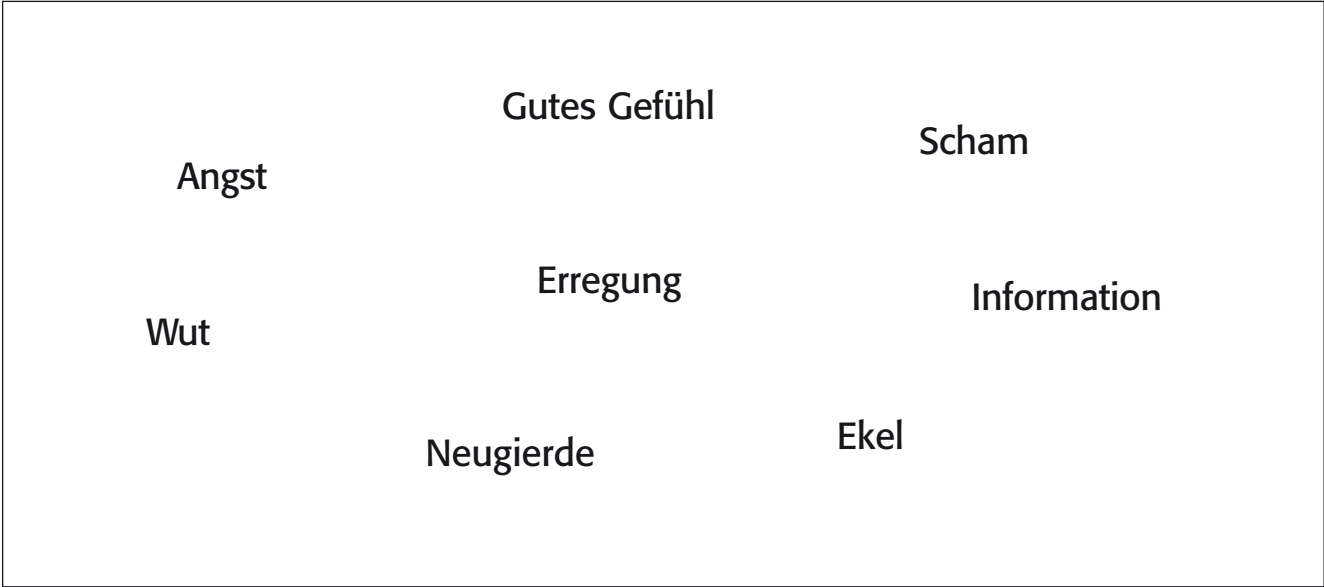 Gutes Gefühl
Scham
Angst
Erregung
Information
Wut
Ekel
Neugierde